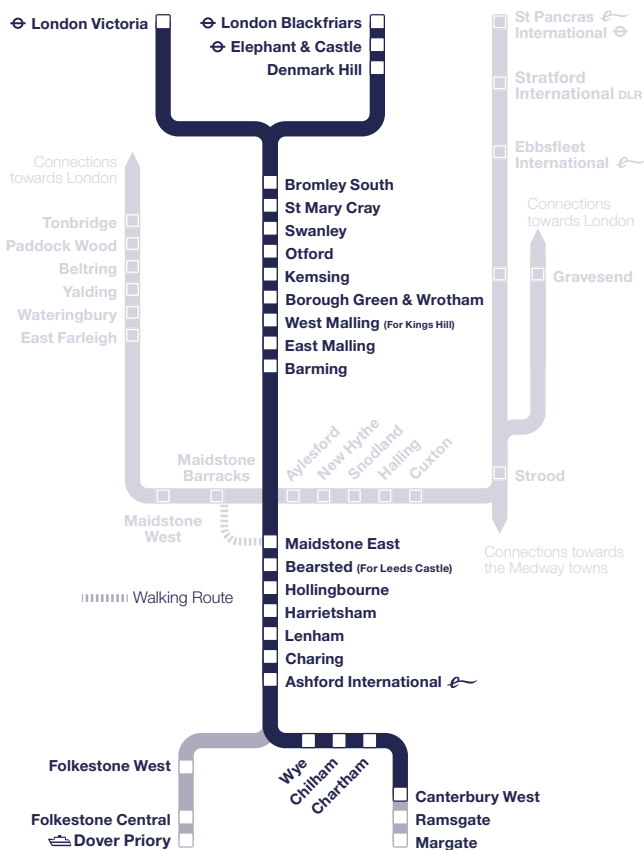 London Victoria
London Blackfriars
Elephant & Castle
Denmark Hill
St Pancras
International
Stratford
International DLR
Ebbsfleet
International
Connections
towards London
Connections
towards London
Tonbridge
Paddock Wood
Beltring
Yalding
Wateringbury
East Farleigh
Bromley South
St Mary Cray
Swanley
Otford
Kemsing
Borough Green & Wrotham
West Malling (For Kings Hill)
East Malling
Barming
Gravesend
Maidstone
Barracks
Maidstone
West
Aylesford
New Hythe
Snodland
Halling
Cuxton
Strood
Connections towards
the Medway towns
Maidstone East
Bearsted (For Leeds Castle)
Hollingbourne
Harrietsham
Lenham
Charing
Ashford International
Walking Route
Folkestone West
Folkestone Central
Dover Priory
Wye
Chilham
Chartham
Canterbury West
Ramsgate
Margate